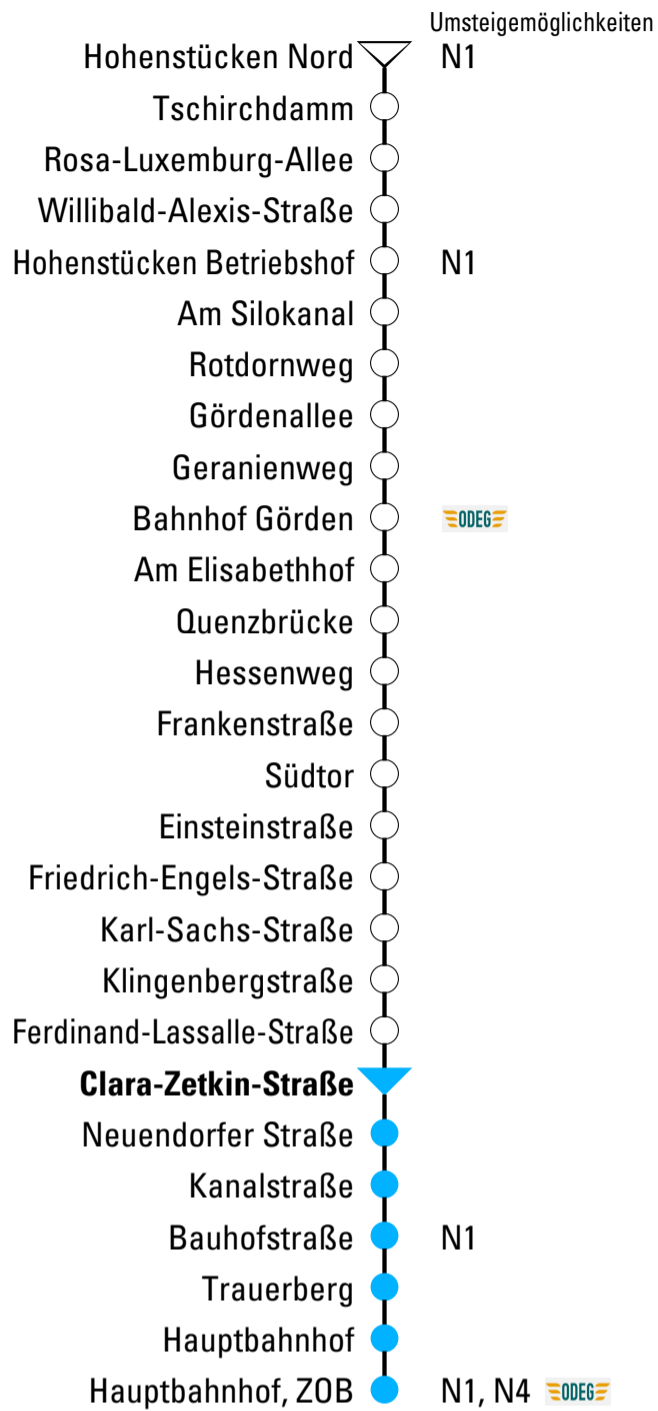 Umsteigemöglichkeiten
Hohenstücken Nord N1
Tschirchdamm
Rosa-Luxemburg-Allee
Willibald-Alexis-Straße
Hohenstücken Betriebshof N1
Am Silokanal
Rotdornweg
Gördenallee
Geranienweg
Bahnhof Görden ODEG
Am Elisabethhof
Quenzbrücke
Hessenweg
Frankenstraße
Südtor
Einsteinstraße
Friedrich-Engels-Straße
Karl-Sachs-Straße
Klingenbergstraße
Ferdinand-Lassalle-Straße
Clara-Zetkin-Straße
Neuendorfer Straße
Kanalstraße
Bauhofstraße N1
Trauerberg
Hauptbahnhof
Hauptbahnhof, ZOB N1, N4 ODEG